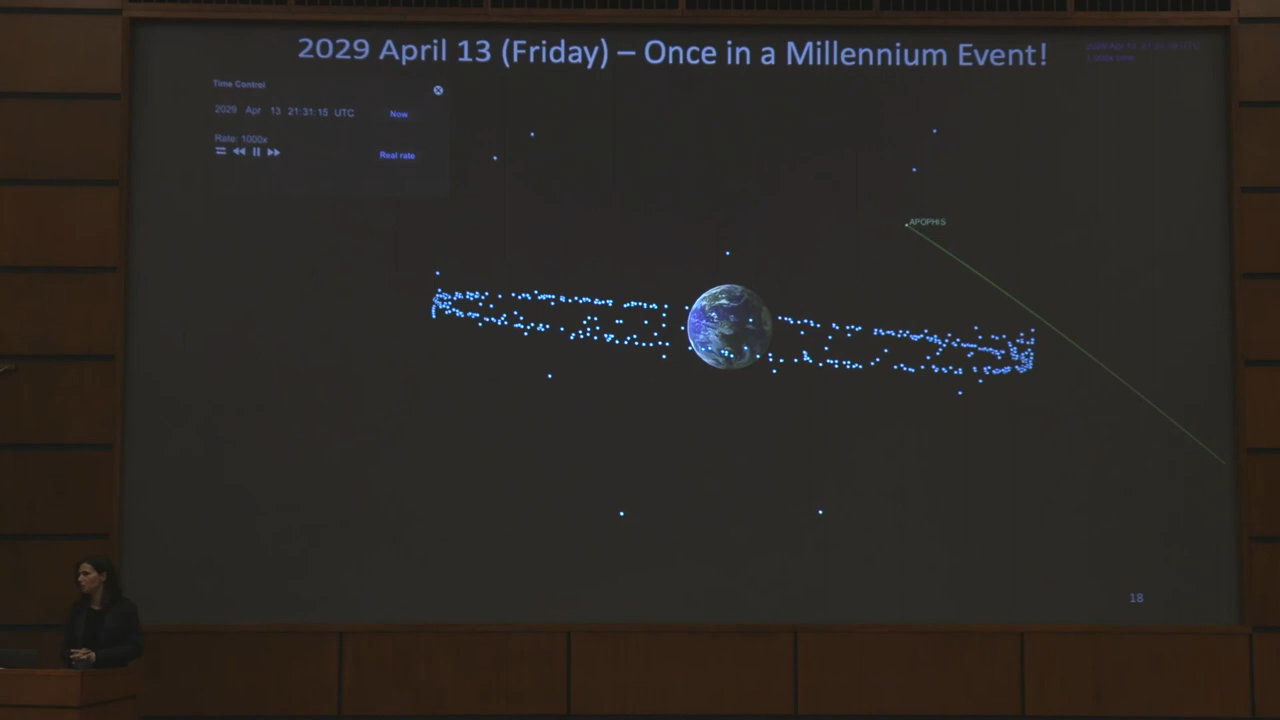 2029 April 13 (Friday) – Once in a Millennium Event!
Time Control
2029 Apr 13 21:31:15 UTC
Now
Rate: 1000x
Real rate
APOPHIS
18